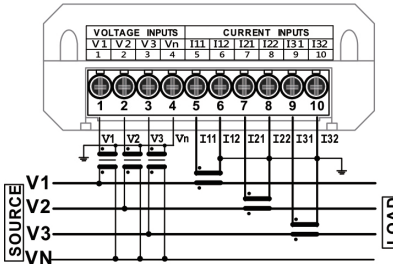 VOLTAGE INPUTS CURRENT INPUTS
V1 V2 V3 Vn I11 I12 I21 I22 I31 I32
1 2 3 4 5 6 7 8 9 10
1 2 3 4 5 6 7 8 9 10
V1 V2 V3 Vn I11 I12 I21 I22 I31 I32
SOURCE
V1
V2
V3
VN
LOAD